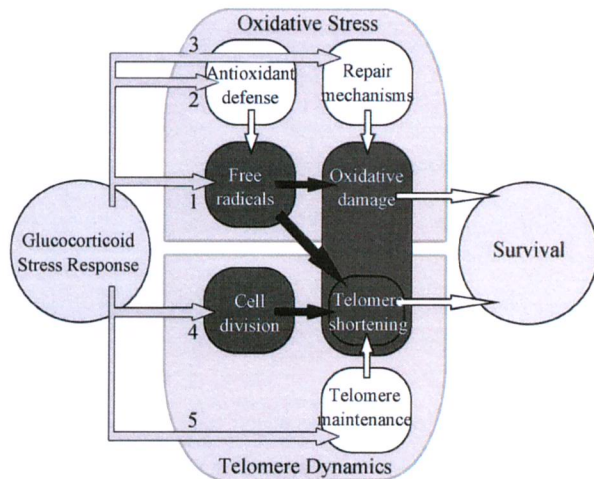 Oxidative Stress
3
Antioxidant
defense
Repair
mechanisms
2
Free
radicals
Oxidative
damage
1
Glucocorticoid
Stress Response
Survival
Cell
division
Telomere
shortening
4
Telomere
maintenance
5
Telomere Dynamics